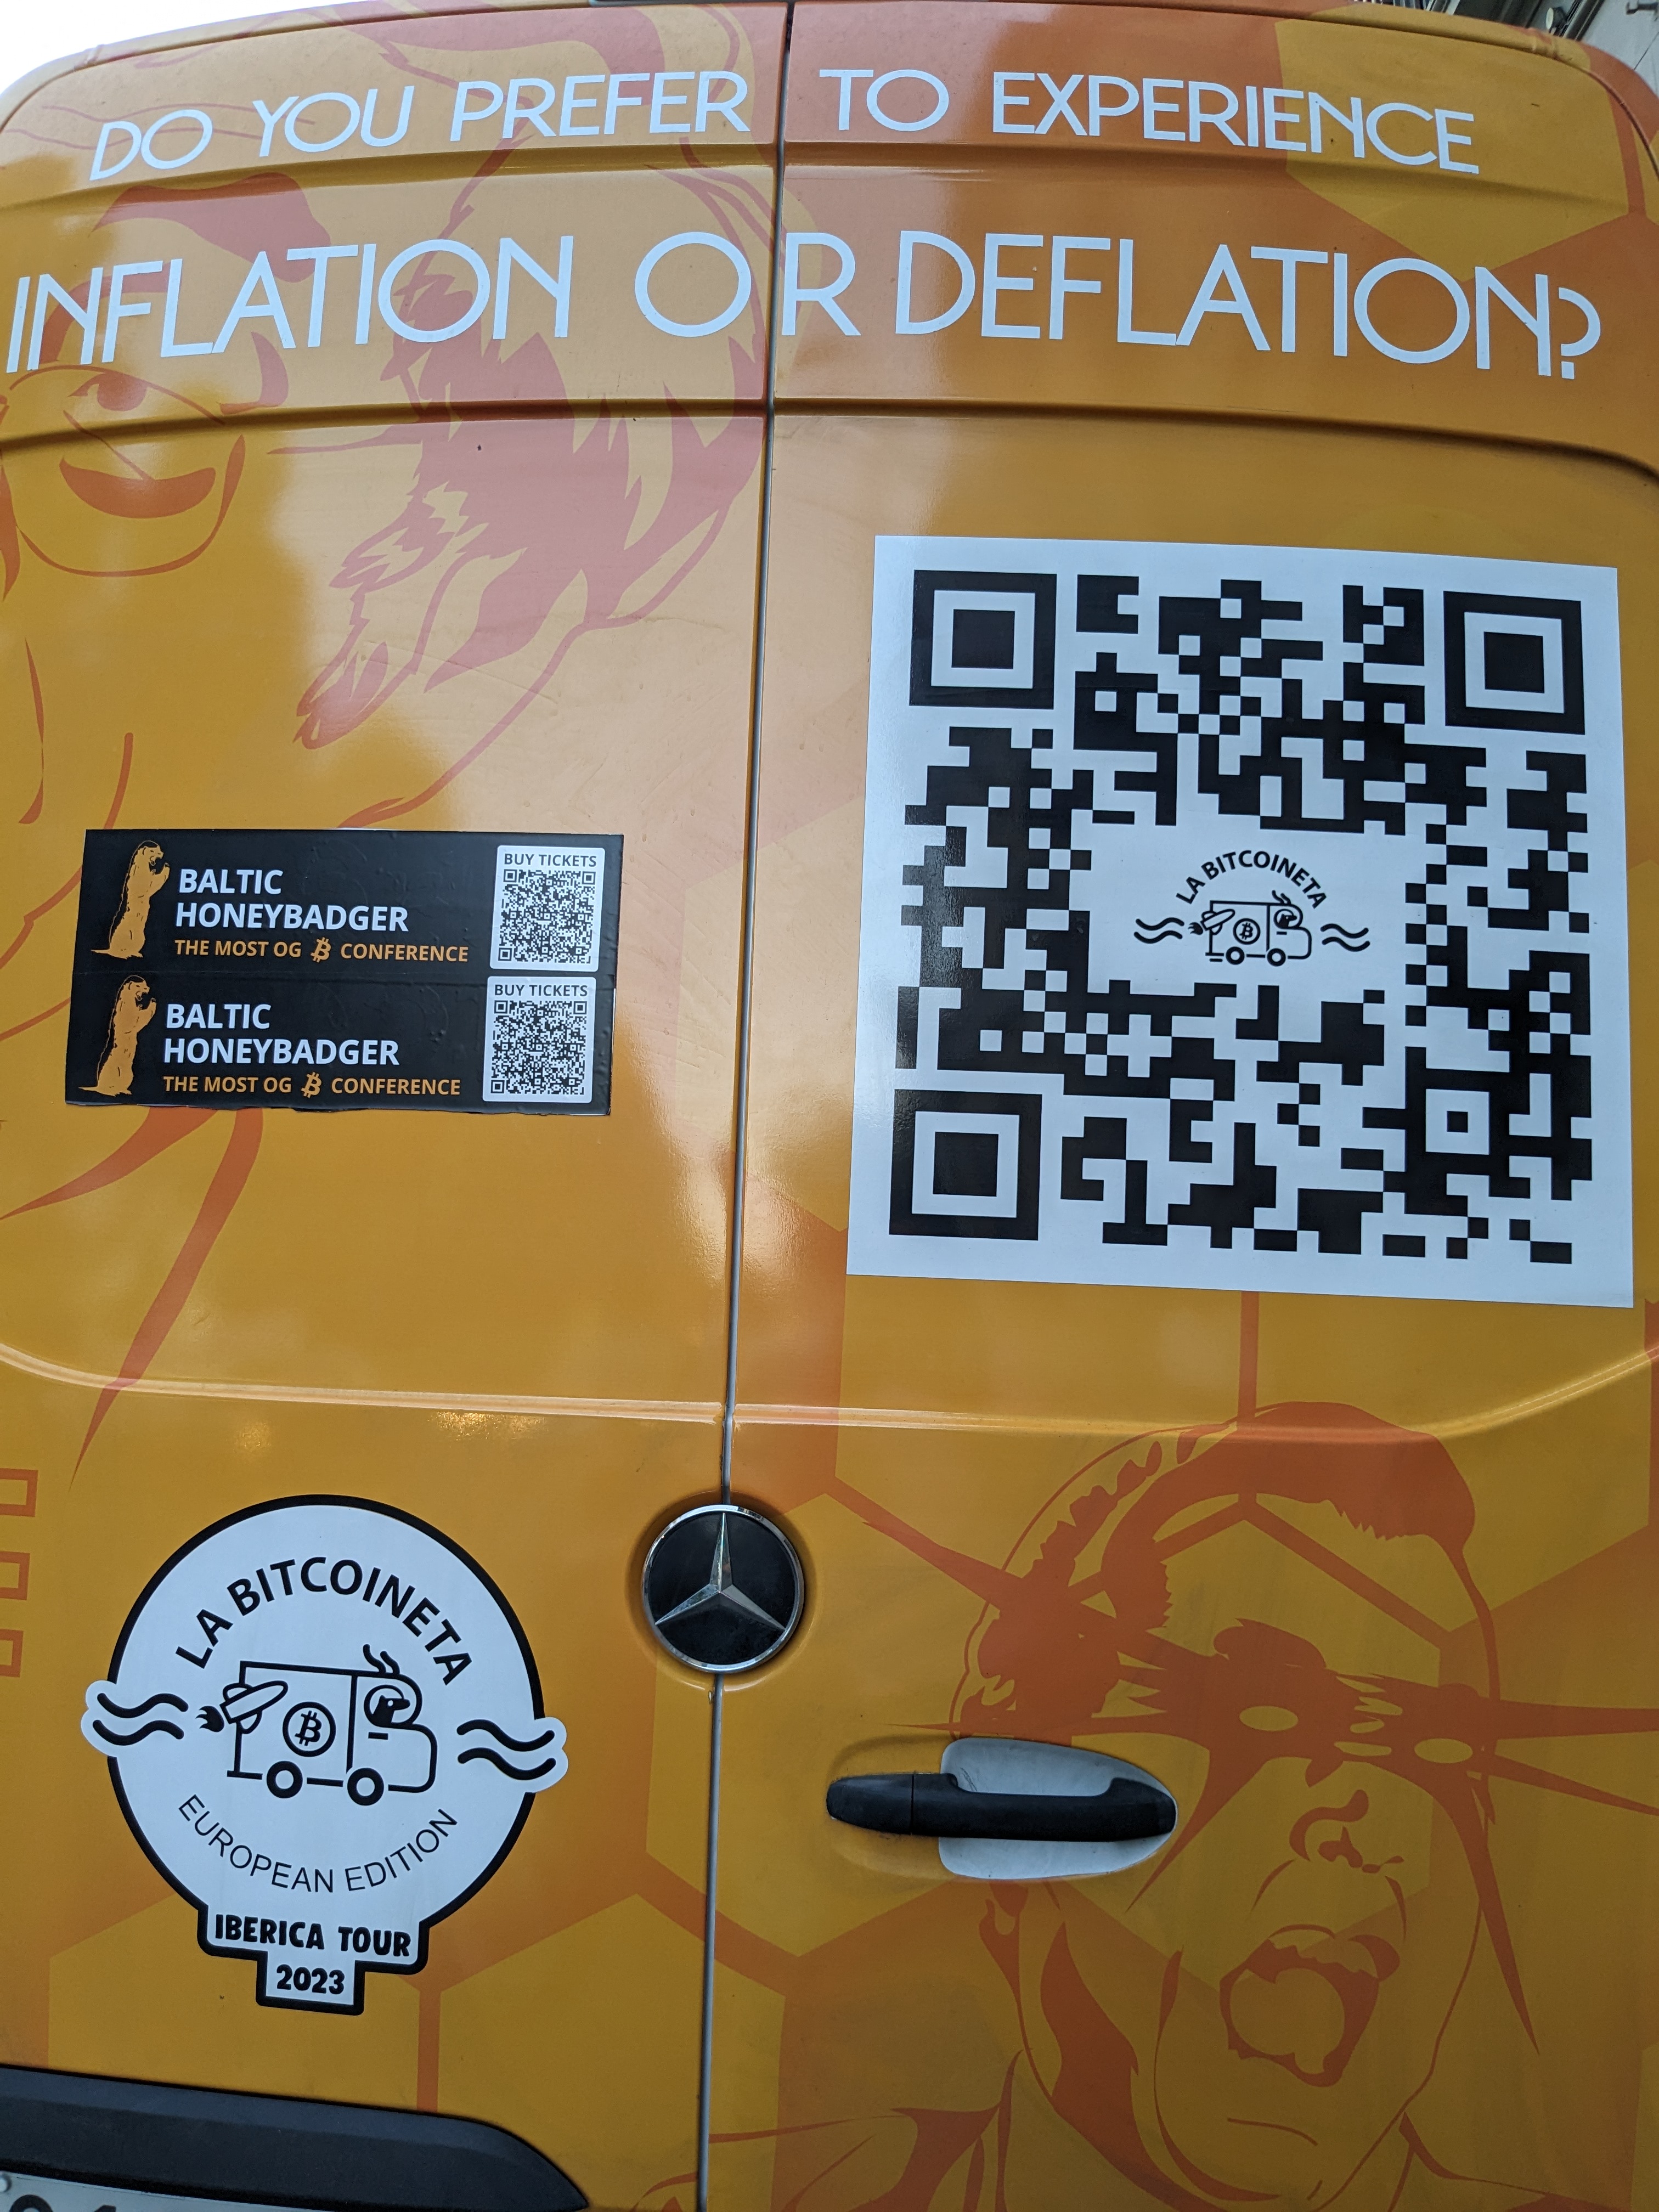 DO YOU PREFER TO EXPERIENCE
INFLATION OR DEFLATION?
BALTIC
HONEYBADGER
THE MOST OG ₿ CONFERENCE
BUY TICKETS
BALTIC
HONEYBADGER
THE MOST OG ₿ CONFERENCE
BUY TICKETS
LA BITCOINETA
₿
LA BITCOINETA
₿
EUROPEAN EDITION
IBERICA TOUR
2023